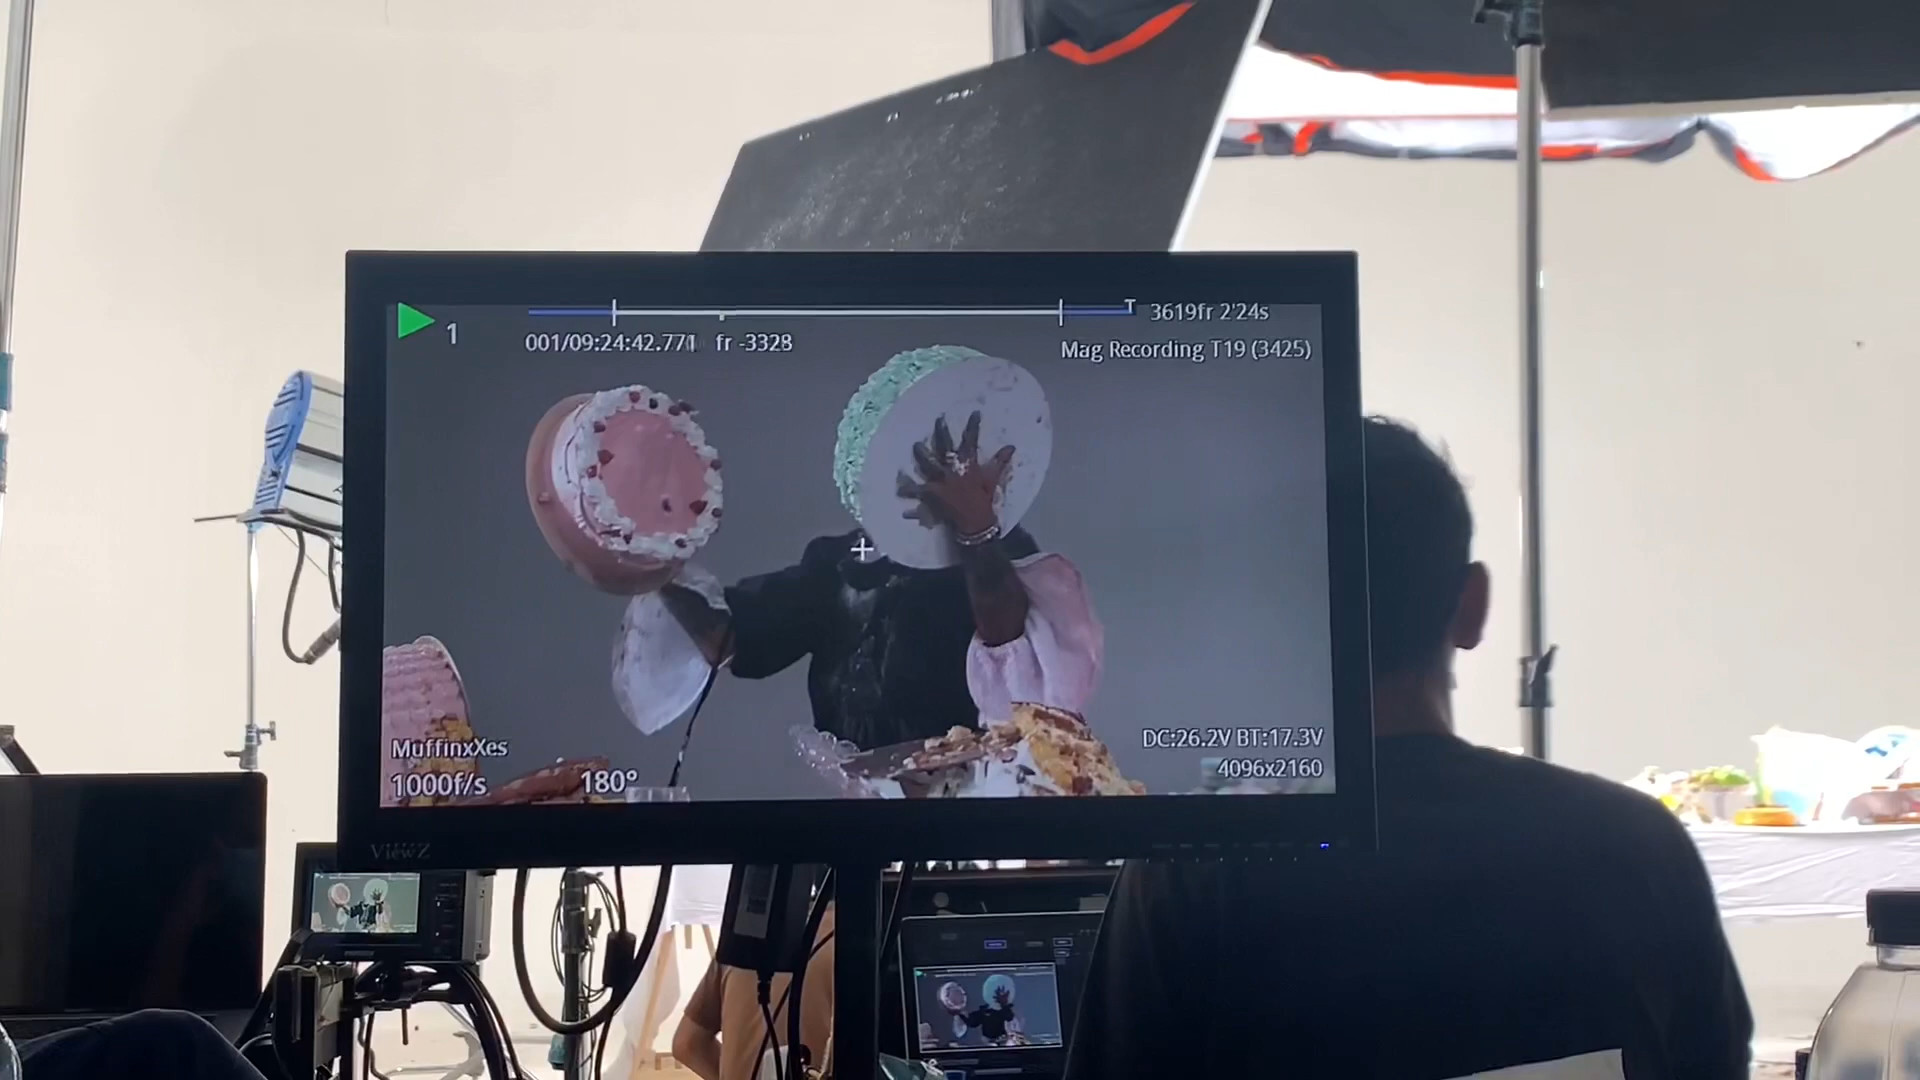 1
T
3619fr 2'24s
001/09:24:42.771 fr -3328
Mag Recording T19 (3425)
MuffinxXes
1000f/s
180°
DC:26.2V BT:17.3V
4096x2160
ViewZ